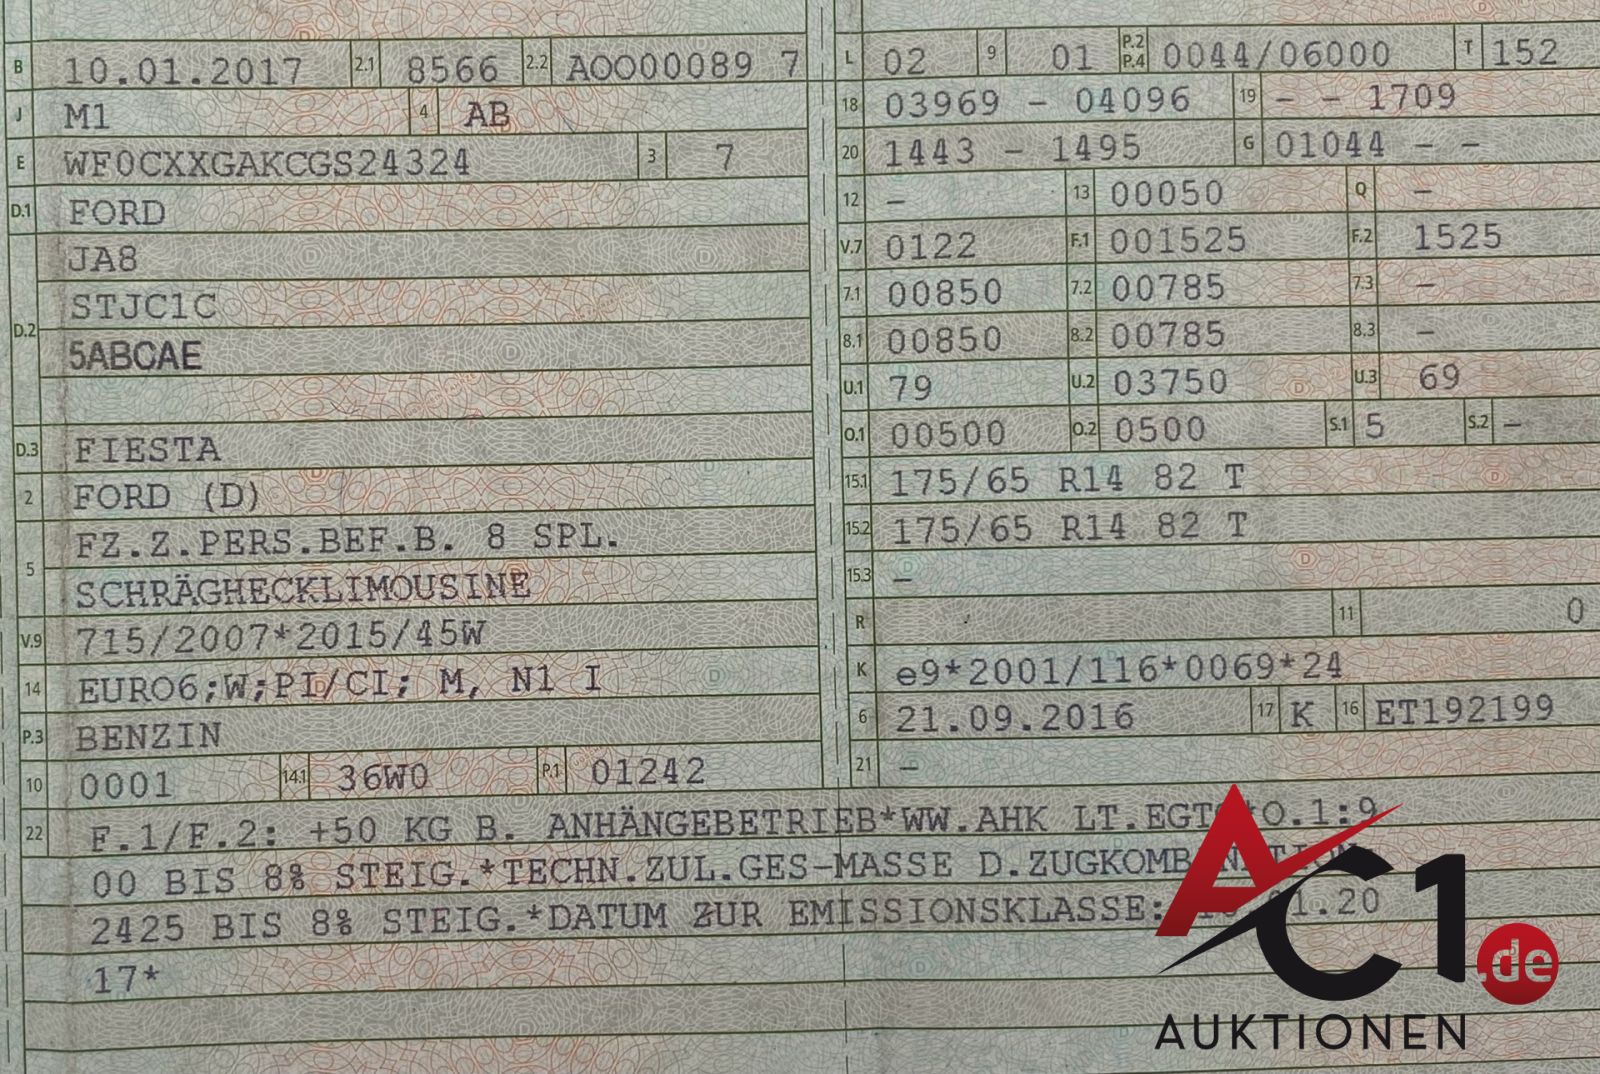 B 10.01.2017 2.1 8566 2.2 AOO00089 7
J M1 4 AB
E WF0CXXGAKCGS24324 3 7
D.1 FORD
JA8
STJC1C
D.2
5ABCAE
D.3 FIESTA
2 FORD (D)
FZ.Z.PERS.BEF.B. 8 SPL.
5
SCHRÄGHECKLIMOUSINE
V.9 715/2007*2015/45W
14 EURO6;W;PI/CI; M, N1 I
P.3 BENZIN
10 0001 14.1 36W0 P.1 01242
L 02 9 01 P.2 P.4 0044/06000 T 152
18 03969 - 04096 19 - - 1709
20 1443 - 1495 G 01044 - -
12 - 13 00050 Q -
V.7 0122 F.1 001525 F.2 1525
7.1 00850 7.2 00785 7.3 -
8.1 00850 8.2 00785 8.3 -
U.1 79 U.2 03750 U.3 69
O.1 00500 O.2 0500 S.1 5 S.2 -
15.1 175/65 R14 82 T
15.2 175/65 R14 82 T
15.3 -
R 11 0
K e9*2001/116*0069*24
6 21.09.2016 17 K 16 ET192199
21 -
22 F.1/F.2: +50 KG B. ANHÄNGEBETRIEB*WW.AHK LT.EGTG*O.1:9
00 BIS 8% STEIG.*TECHN.ZUL.GES-MASSE D.ZUGKOMBINATION
2425 BIS 8% STEIG.*DATUM ZUR EMISSIONSKLASSE: 10.01.20
17*
AC1.de
AUKTIONEN